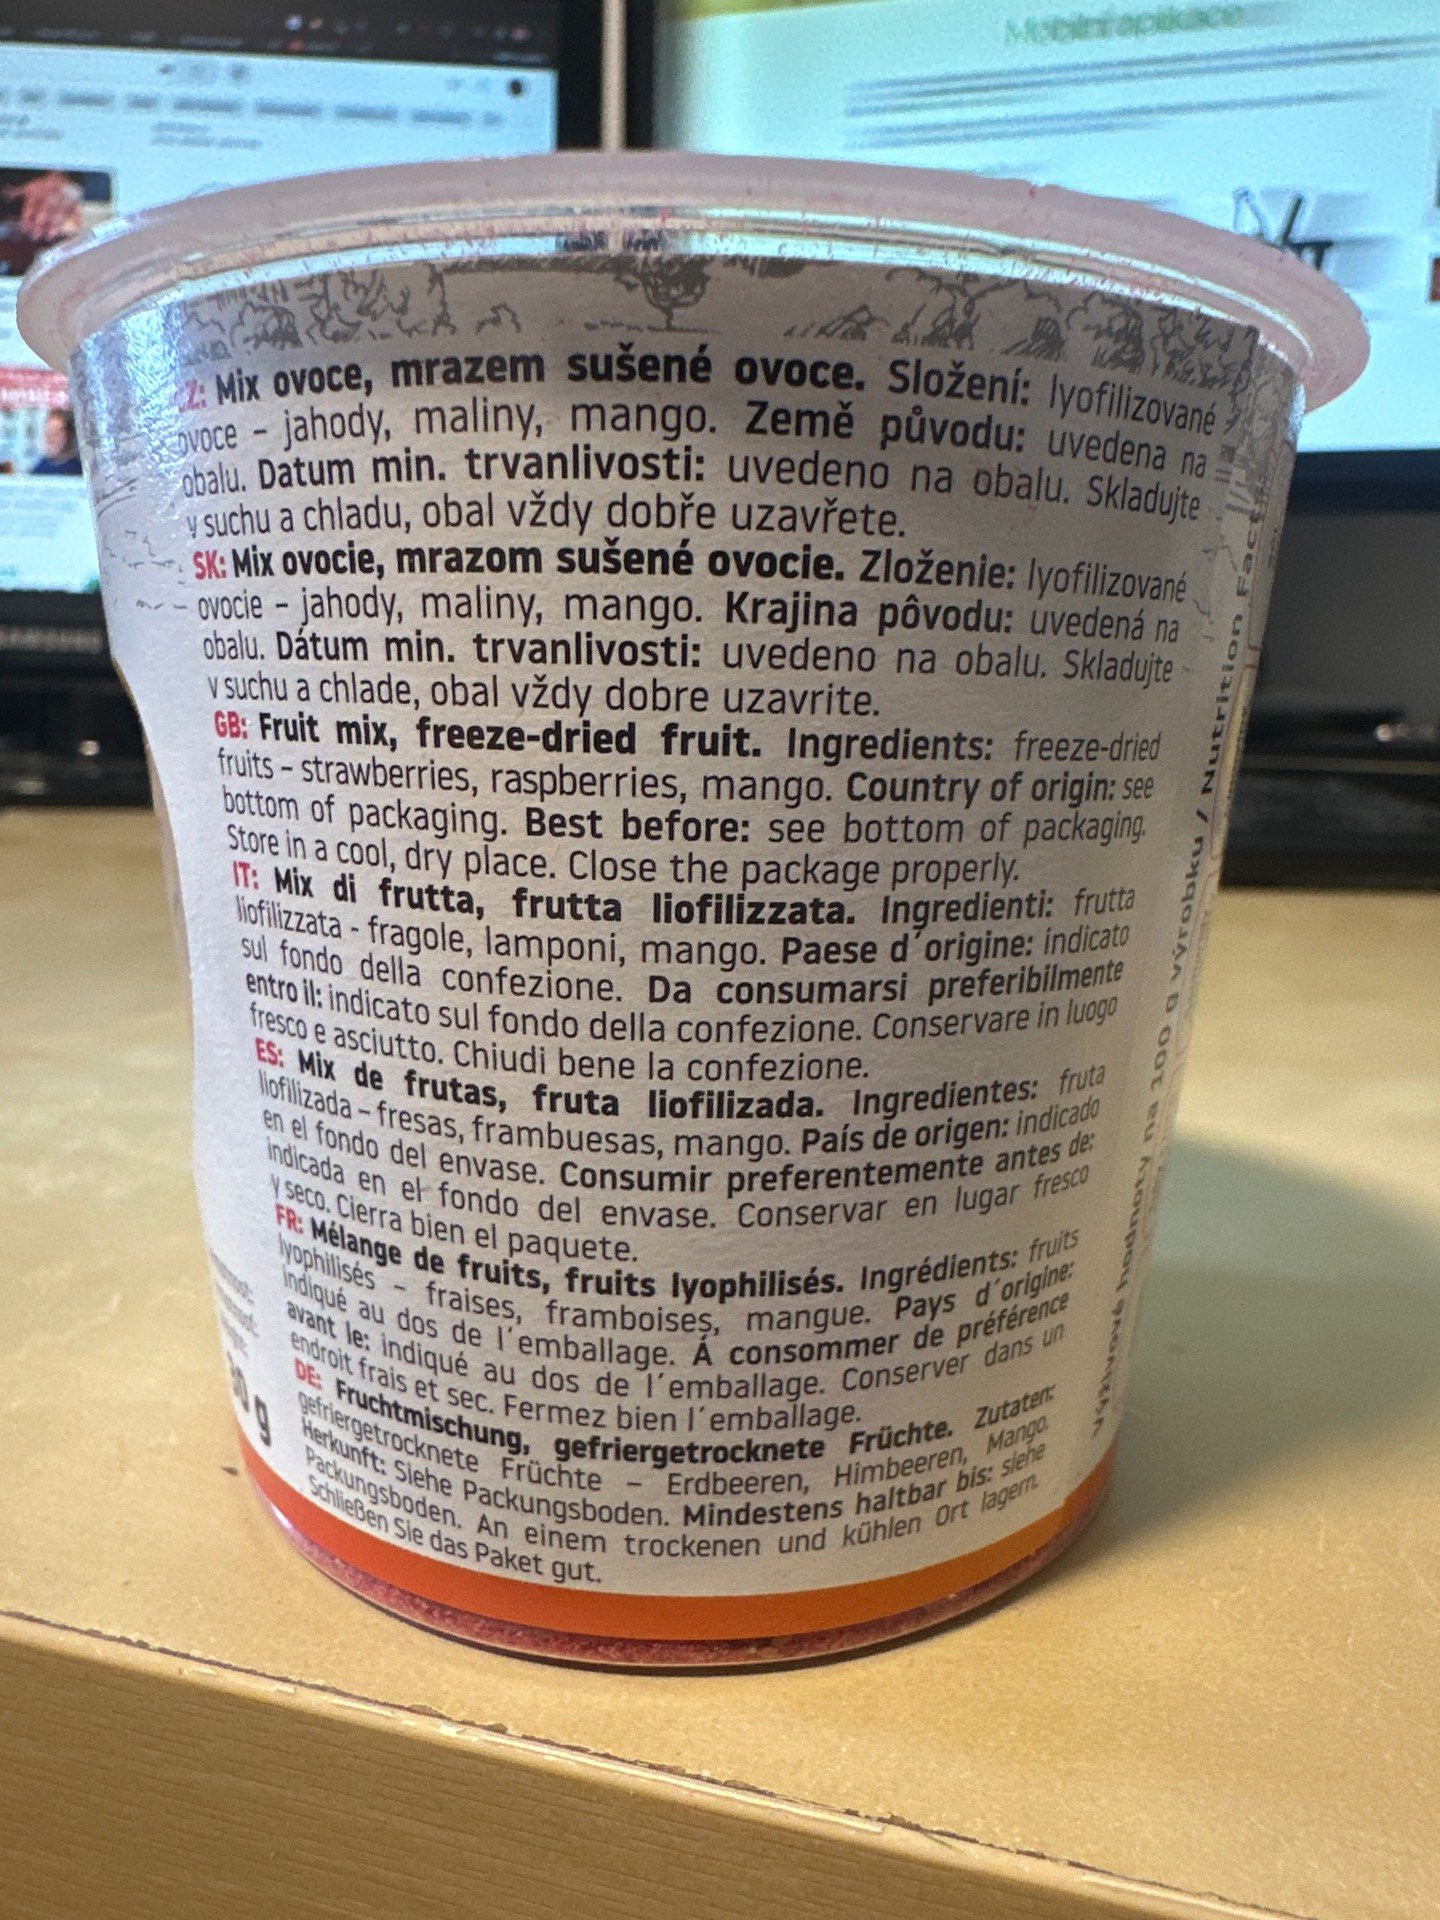 Mobilní aplikace
CZ: Mix ovoce, mrazem sušené ovoce. Složení: lyofilizované
ovoce – jahody, maliny, mango. Země původu: uvedena na
obalu. Datum min. trvanlivosti: uvedeno na obalu. Skladujte
v suchu a chladu, obal vždy dobře uzavřete.
SK: Mix ovocie, mrazom sušené ovocie. Zloženie: lyofilizované
ovocie – jahody, maliny, mango. Krajina pôvodu: uvedená na
obalu. Dátum min. trvanlivosti: uvedeno na obalu. Skladujte
v suchu a chlade, obal vždy dobre uzavrite.
GB: Fruit mix, freeze-dried fruit. Ingredients: freeze-dried
fruits – strawberries, raspberries, mango. Country of origin: see
bottom of packaging. Best before: see bottom of packaging.
Store in a cool, dry place. Close the package properly.
IT: Mix di frutta, frutta liofilizzata. Ingredienti: frutta
liofilizzata - fragole, lamponi, mango. Paese d´origine: indicato
sul fondo della confezione. Da consumarsi preferibilmente
entro il: indicato sul fondo della confezione. Conservare in luogo
fresco e asciutto. Chiudi bene la confezione.
ES: Mix de frutas, fruta liofilizada. Ingredientes: fruta
liofilizada – fresas, frambuesas, mango. País de origen: indicado
en el fondo del envase. Consumir preferentemente antes de:
indicada en el fondo del envase. Conservar en lugar fresco
y seco. Cierra bien el paquete.
FR: Mélange de fruits, fruits lyophilisés. Ingrédients: fruits
lyophilisés – fraises, framboises, mangue. Pays d´origine:
indiqué au dos de l´emballage. Á consommer de préférence
avant le: indiqué au dos de l´emballage. Conserver dans un
endroit frais et sec. Fermez bien l´emballage.
DE: Fruchtmischung, gefriergetrocknete Früchte. Zutaten:
gefriergetrocknete Früchte – Erdbeeren, Himbeeren, Mango.
Herkunft: Siehe Packungsboden. Mindestens haltbar bis: siehe
Packungsboden. An einem trockenen und kühlen Ort lagern.
Schließen Sie das Paket gut.
Výživové hodnoty na 100 g výrobku / Nutrition Facts
g
SAMSUNG